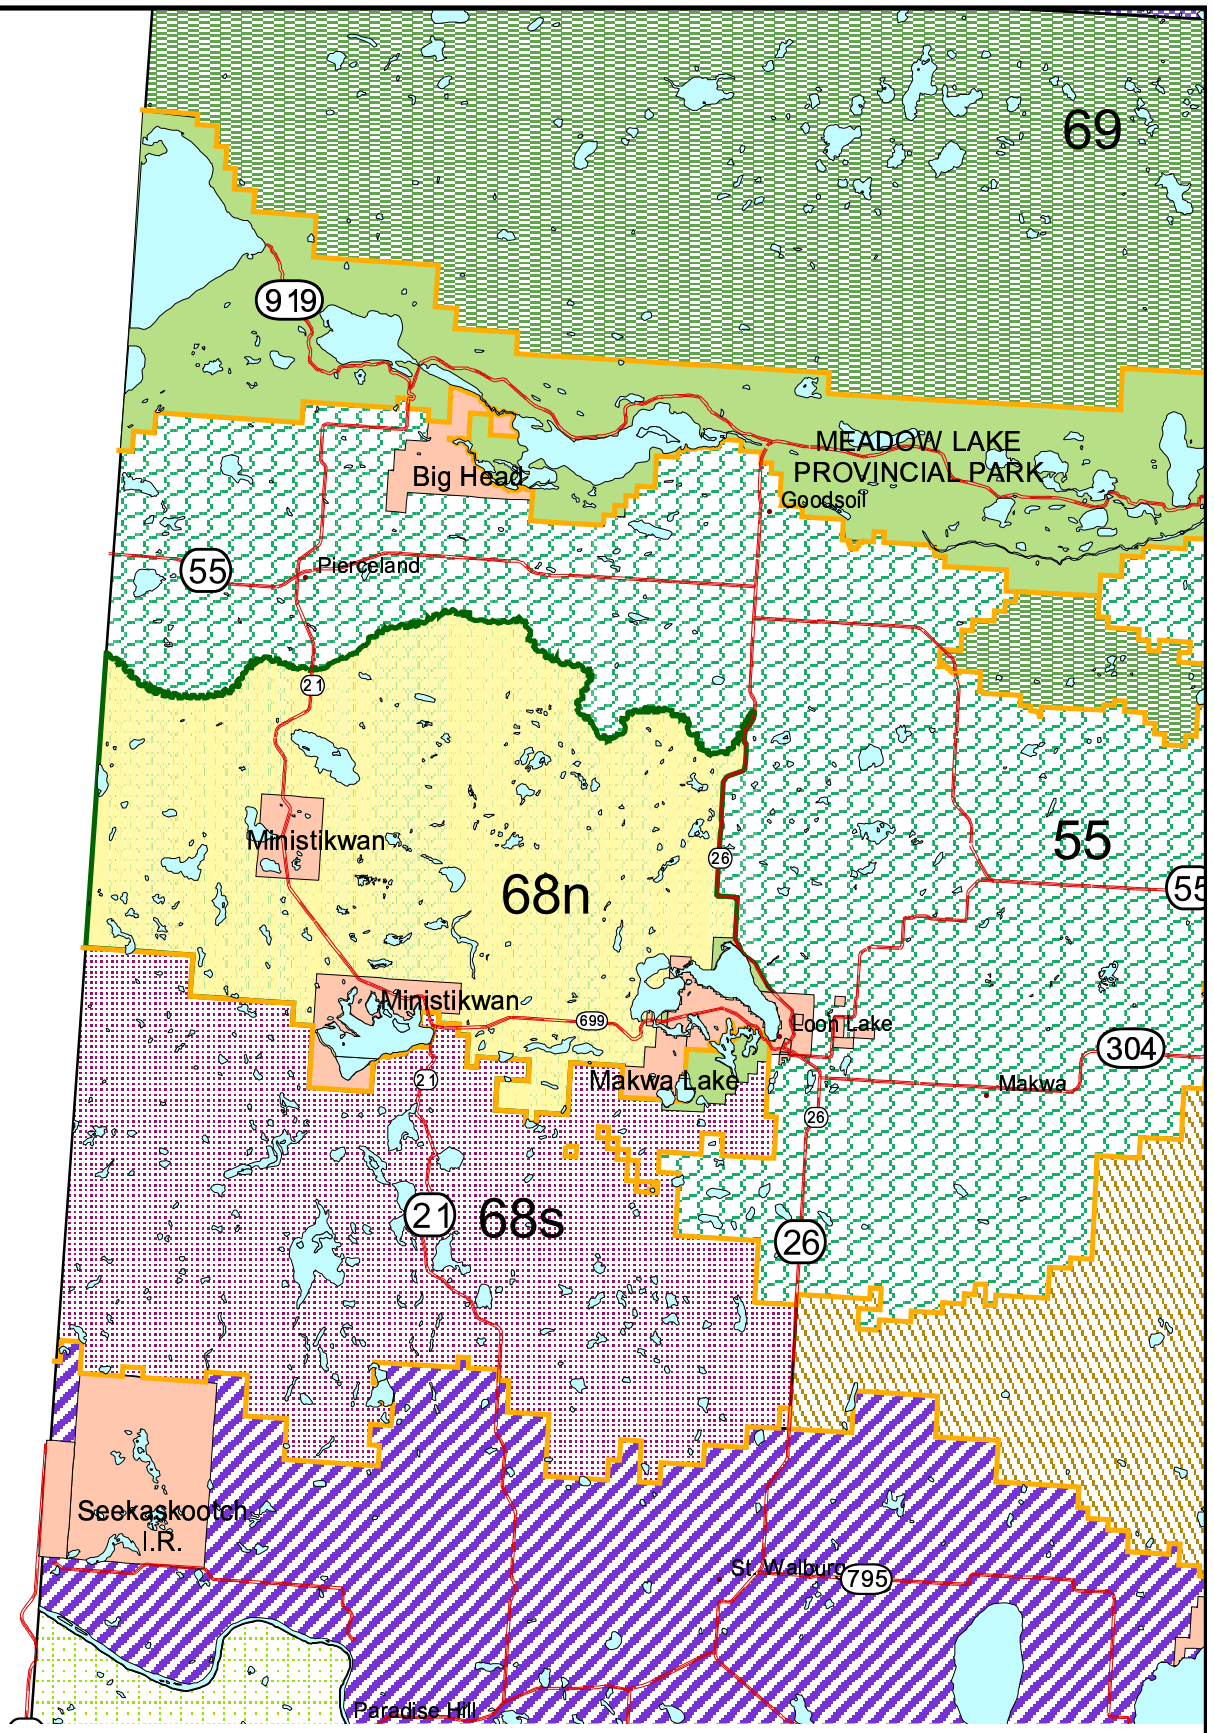 69
919
MEADOW LAKE
PROVINCIAL PARK
Big Head
Goodsoil
55
Pierceland
21
Ministikwan
55
26
68n
55
Ministikwan
699
Loon Lake
304
Makwa Lake
21
Makwa
26
21
68s
26
Seekaskootch
I.R.
St. Walburg
795
Paradise Hill